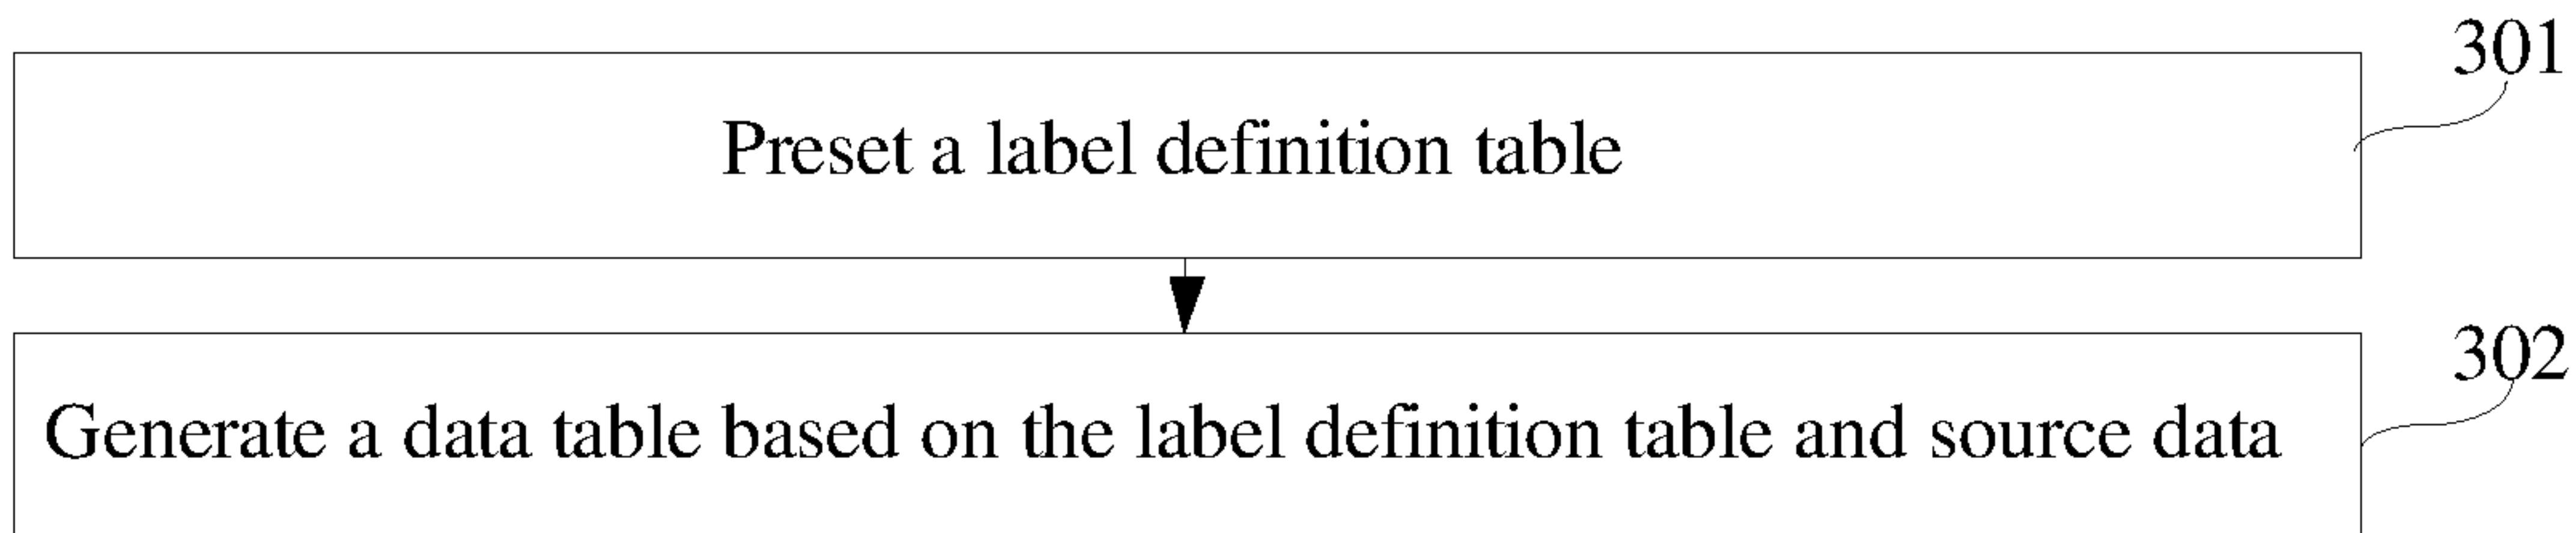 301
Preset a label definition table
302
Generate a data table based on the label definition table and source data